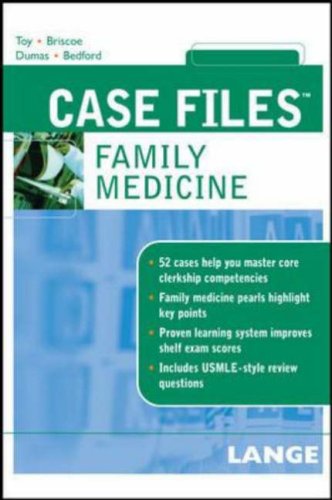 Toy • Briscoe
Dumas • Bedford
CASE FILES™
FAMILY
MEDICINE
• 52 cases help you master core
clerkship competencies
• Family medicine pearls highlight
key points
• Proven learning system improves
shelf exam scores
• Includes USMLE-style review
questions
LANGE